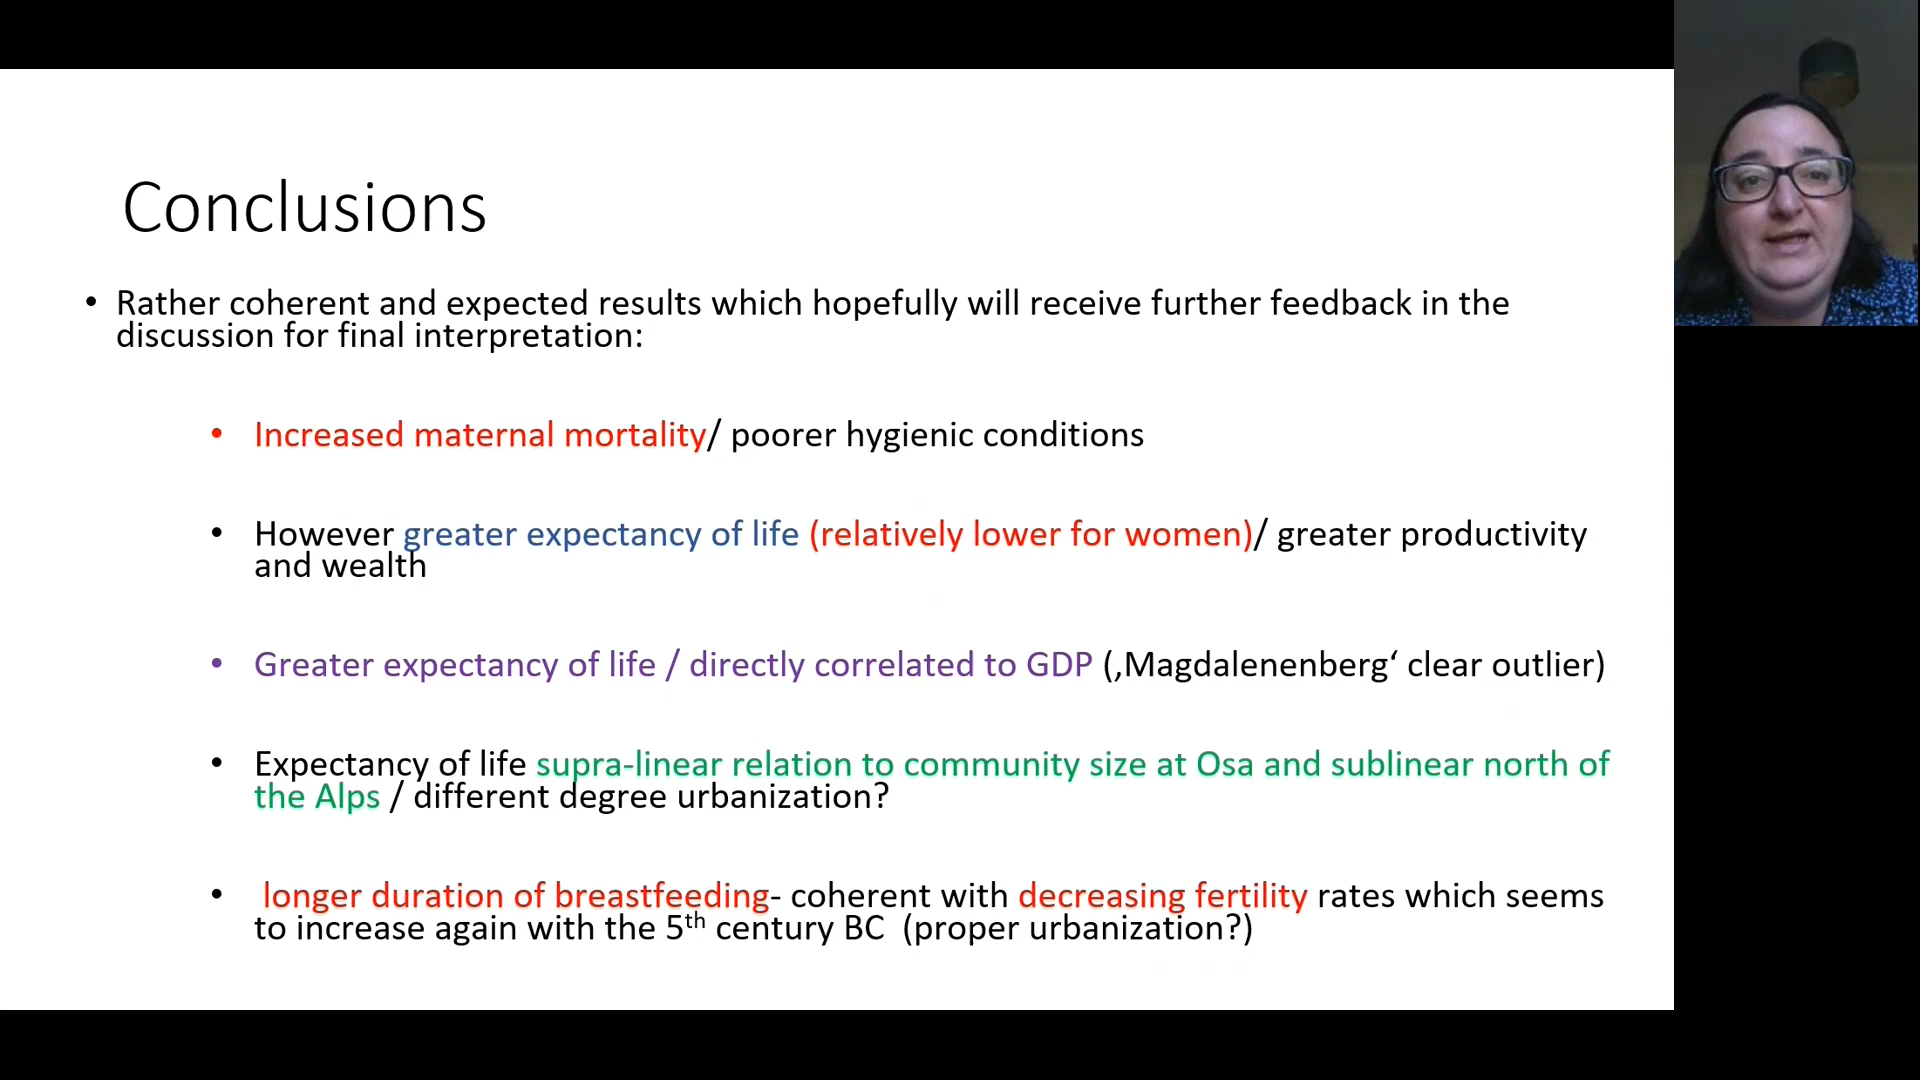 Conclusions
• Rather coherent and expected results which hopefully will receive further feedback in the
discussion for final interpretation:
• Increased maternal mortality/ poorer hygienic conditions
• However greater expectancy of life (relatively lower for women)/ greater productivity
and wealth
• Greater expectancy of life / directly correlated to GDP (‚Magdalenenberg‘ clear outlier)
• Expectancy of life supra-linear relation to community size at Osa and sublinear north of
the Alps / different degree urbanization?
• longer duration of breastfeeding- coherent with decreasing fertility rates which seems
to increase again with the 5th century BC (proper urbanization?)